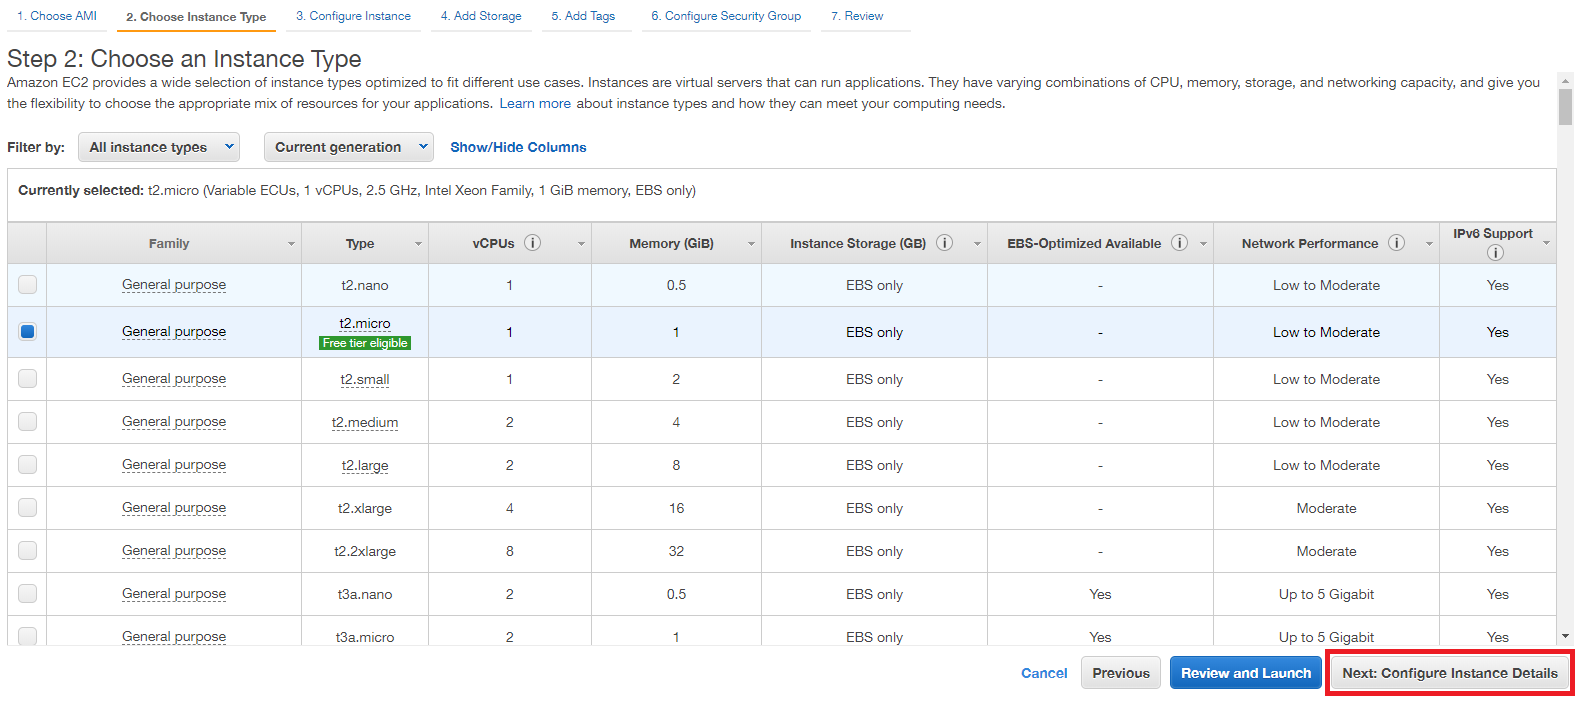 1. Choose AMI 2. Choose Instance Type 3. Configure Instance 4. Add Storage 5. Add Tags 6. Configure Security Group 7. Review
Step 2: Choose an Instance Type
Amazon EC2 provides a wide selection of instance types optimized to fit different use cases. Instances are virtual servers that can run applications. They have varying combinations of CPU, memory, storage, and networking capacity, and give you
the flexibility to choose the appropriate mix of resources for your applications. Learn more about instance types and how they can meet your computing needs.
Filter by: All instance types Current generation Show/Hide Columns
Currently selected: t2.micro (Variable ECUs, 1 vCPUs, 2.5 GHz, Intel Xeon Family, 1 GiB memory, EBS only)
Family Type vCPUs i Memory (GiB) Instance Storage (GB) i EBS-Optimized Available i Network Performance i IPv6 Support i
General purpose t2.nano 1 0.5 EBS only - Low to Moderate Yes
General purpose t2.micro 1 1 EBS only - Low to Moderate Yes
Free tier eligible
General purpose t2.small 1 2 EBS only - Low to Moderate Yes
General purpose t2.medium 2 4 EBS only - Low to Moderate Yes
General purpose t2.large 2 8 EBS only - Low to Moderate Yes
General purpose t2.xlarge 4 16 EBS only - Moderate Yes
General purpose t2.2xlarge 8 32 EBS only - Moderate Yes
General purpose t3a.nano 2 0.5 EBS only Yes Up to 5 Gigabit Yes
General purpose t3a.micro 2 1 EBS only Yes Up to 5 Gigabit Yes
Cancel Previous Review and Launch Next: Configure Instance Details